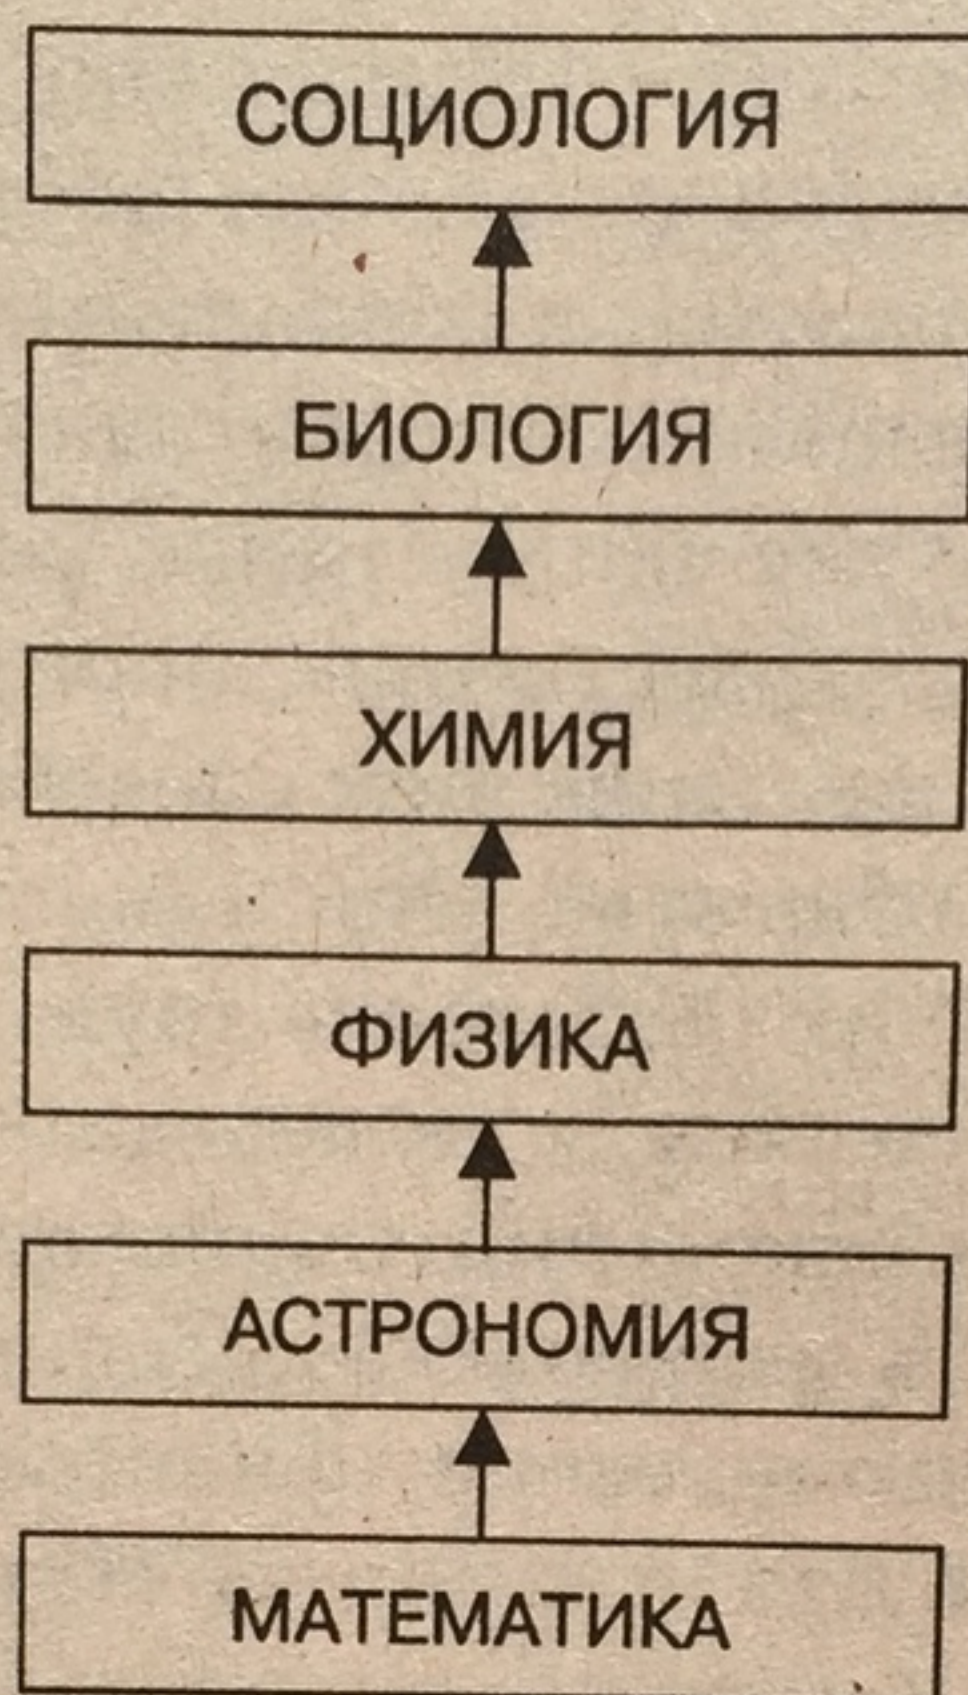 СОЦИОЛОГИЯ
БИОЛОГИЯ
ХИМИЯ
ФИЗИКА
АСТРОНОМИЯ
МАТЕМАТИКА